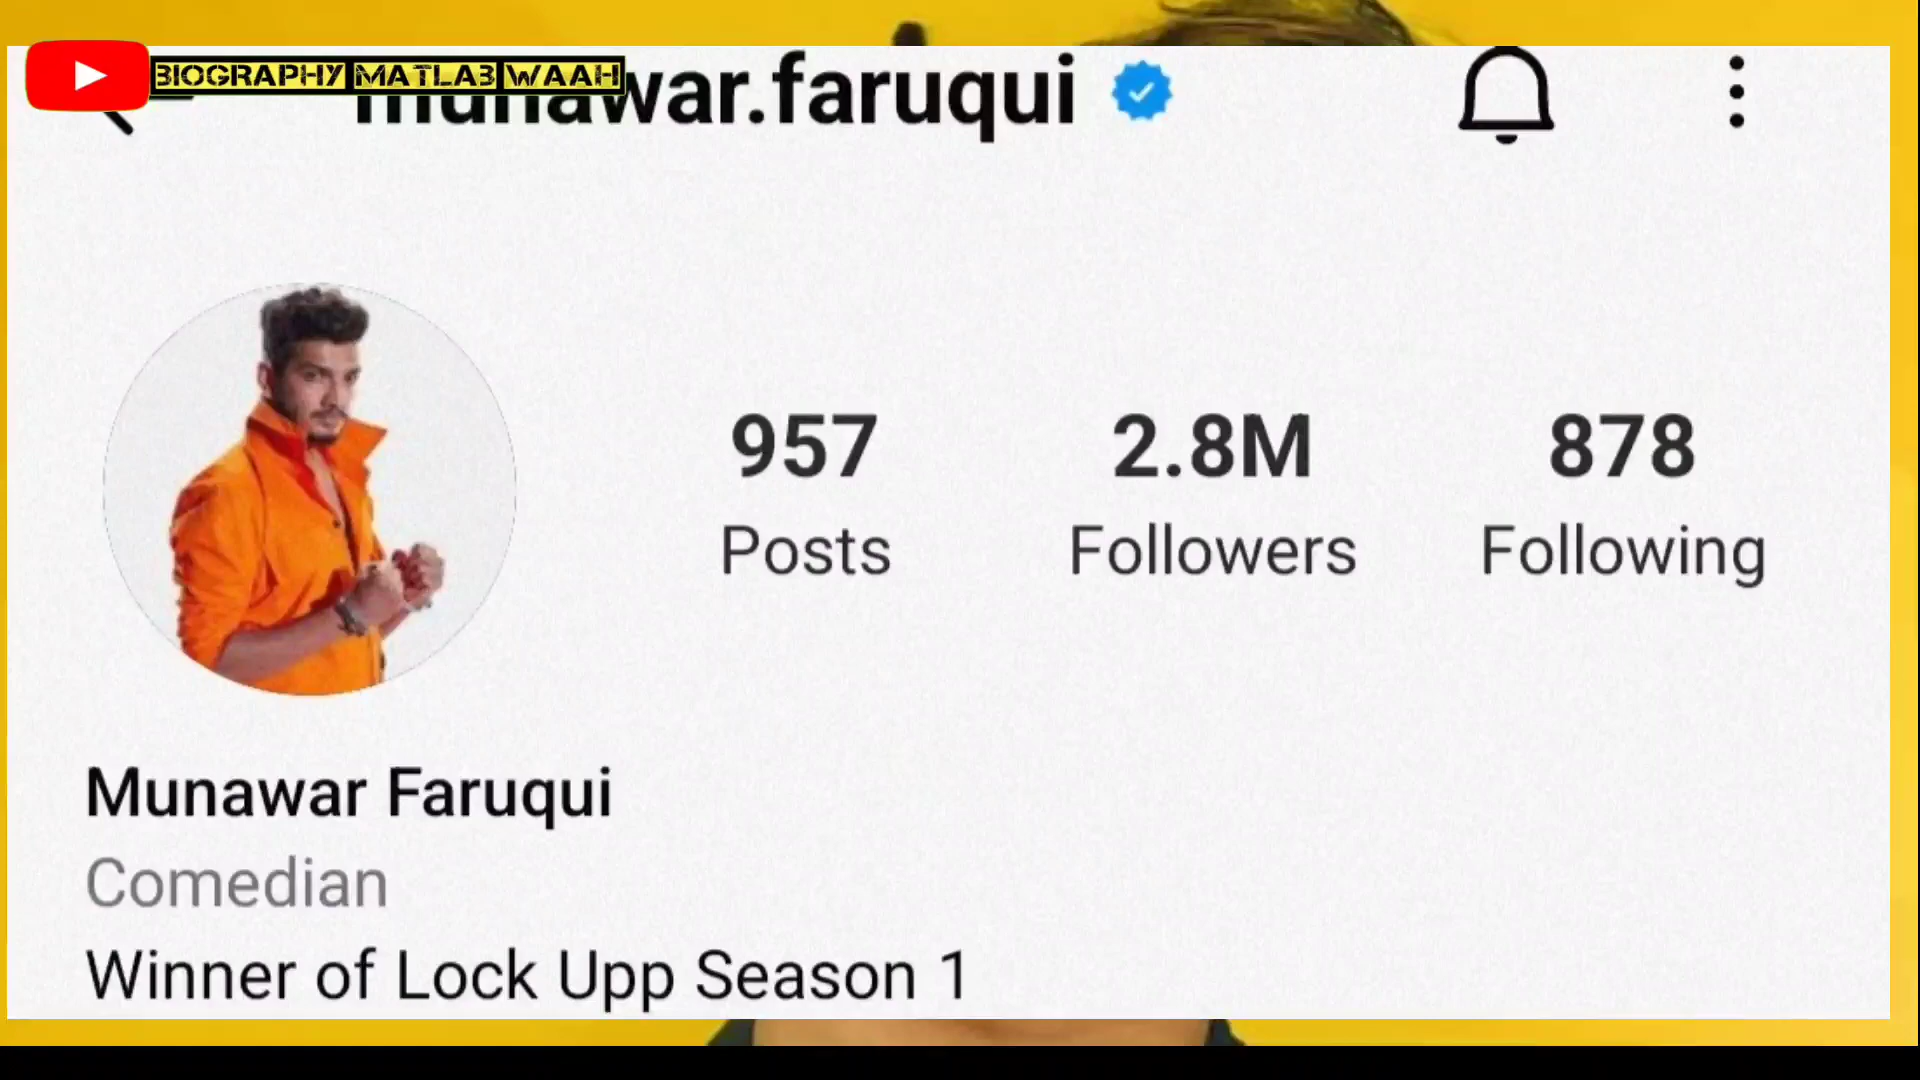 BIOGRAPHY MATLAB WAAH
munawar.faruqui
957
2.8M
878
Posts
Followers
Following
Munawar Faruqui
Comedian
Winner of Lock Upp Season 1